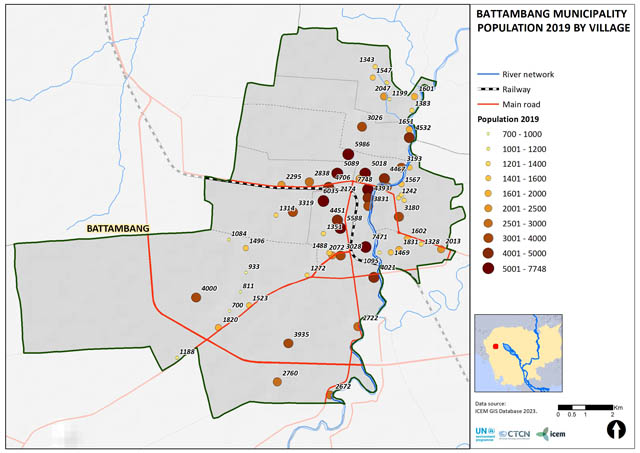 BATTAMBANG MUNICIPALITY
POPULATION 2019 BY VILLAGE
River network
Railway
Main road
Population 2019
700 - 1000
1001 - 1200
1201 - 1400
1401 - 1600
1601 - 2000
2001 - 2500
2501 - 3000
3001 - 4000
4001 - 5000
5001 - 7748
1343
1547
2047
1199
1601
1383
3026
1651
4532
5986
5089
5018
3193
2295
2838
4706
7748
4467
1567
6035
2174
4393
1242
3319
3831
1314
4451
5588
3180
1351
1602
1084
7471
1831
1328
2013
1496
1488
2072
3028
1469
1095
933
1272
4021
811
4000
1523
700
1820
2722
3935
1188
2760
2672
BATTAMBANG
Data source:
ICEM GIS Database 2023.
0 0.5 1 2
Km
UN
environment
programme
CTCN
icem